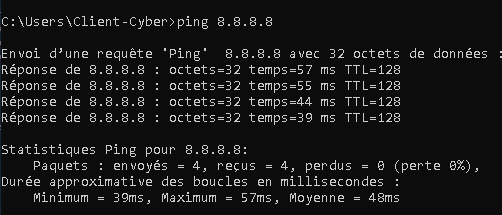 C:\Users\Client-Cyber>ping 8.8.8.8
Envoi d’une requête 'Ping'  8.8.8.8 avec 32 octets de données :
Réponse de 8.8.8.8 : octets=32 temps=57 ms TTL=128
Réponse de 8.8.8.8 : octets=32 temps=55 ms TTL=128
Réponse de 8.8.8.8 : octets=32 temps=44 ms TTL=128
Réponse de 8.8.8.8 : octets=32 temps=39 ms TTL=128
Statistiques Ping pour 8.8.8.8:
    Paquets : envoyés = 4, reçus = 4, perdus = 0 (perte 0%),
Durée approximative des boucles en millisecondes :
    Minimum = 39ms, Maximum = 57ms, Moyenne = 48ms